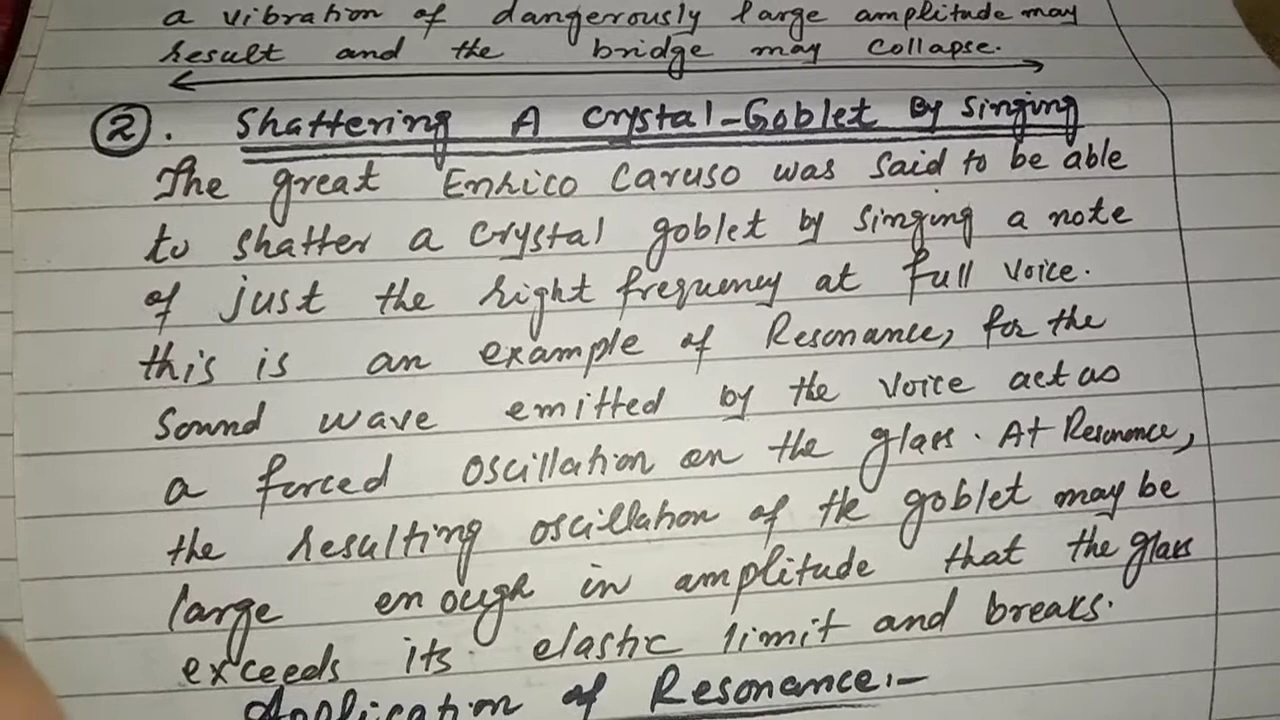 a vibration of dangerously large amplitude may
result and the bridge may collapse.
2. Shattering A Crystal-Goblet By Singing
The great Enrico Caruso was said to be able
to shatter a crystal goblet by singing a note
of just the right frequency at full voice.
this is an example of Resonance, for the
Sound wave emitted by the voice act as
a forced oscillation on the glass. At Resonance,
the resulting oscillation of the goblet may be
large enough in amplitude that the glass
exceeds its elastic limit and breaks.
Application of Resonance:-